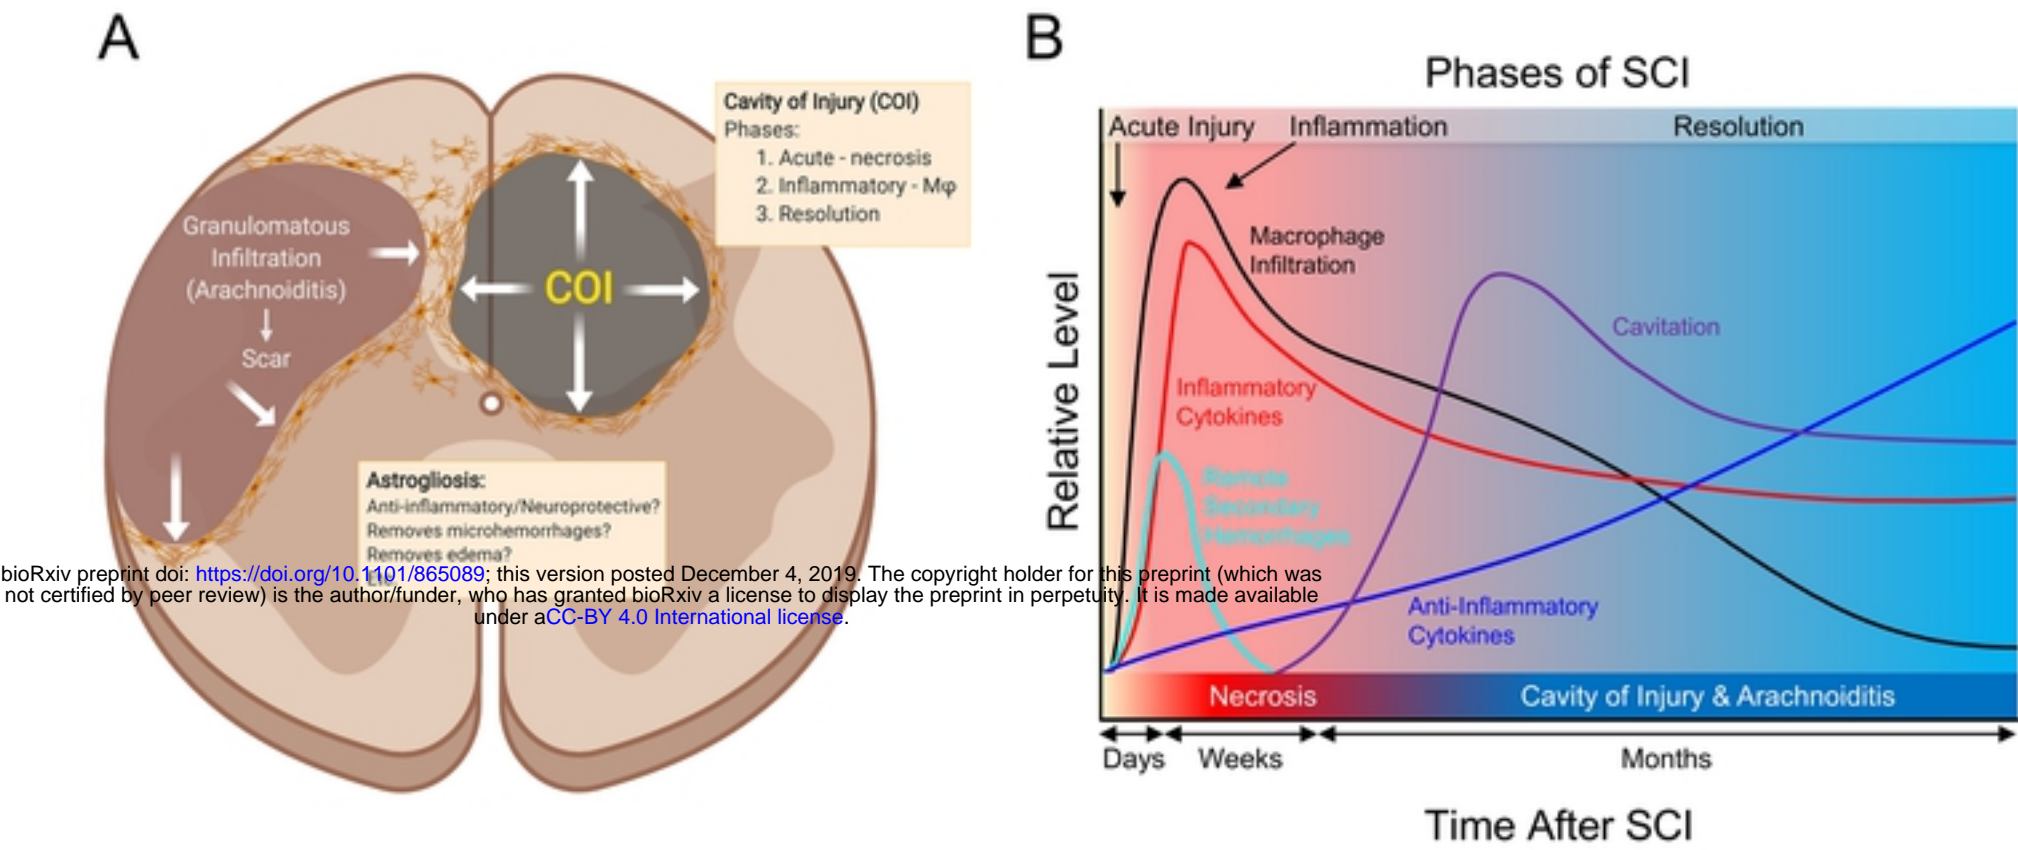 A
Cavity of Injury (COI)
Phases:
1. Acute - necrosis
2. Inflammatory - Mφ
3. Resolution
Granulomatous
Infiltration
(Arachnoiditis)
Scar
COI
Astrogliosis:
Anti-inflammatory/Neuroprotective?
Removes microhemorrhages?
Removes edema?
bioRxiv preprint doi: https://doi.org/10.1101/865089; this version posted December 4, 2019. The copyright holder for this preprint (which was
not certified by peer review) is the author/funder, who has granted bioRxiv a license to display the preprint in perpetuity. It is made available
under aCC-BY 4.0 International license.
B
Phases of SCI
Acute Injury
Inflammation
Resolution
Macrophage
Infiltration
Cavitation
Inflammatory
Cytokines
Remote
Secondary
Hemorrhages
Anti-Inflammatory
Cytokines
Relative Level
Necrosis
Cavity of Injury & Arachnoiditis
Days
Weeks
Months
Time After SCI